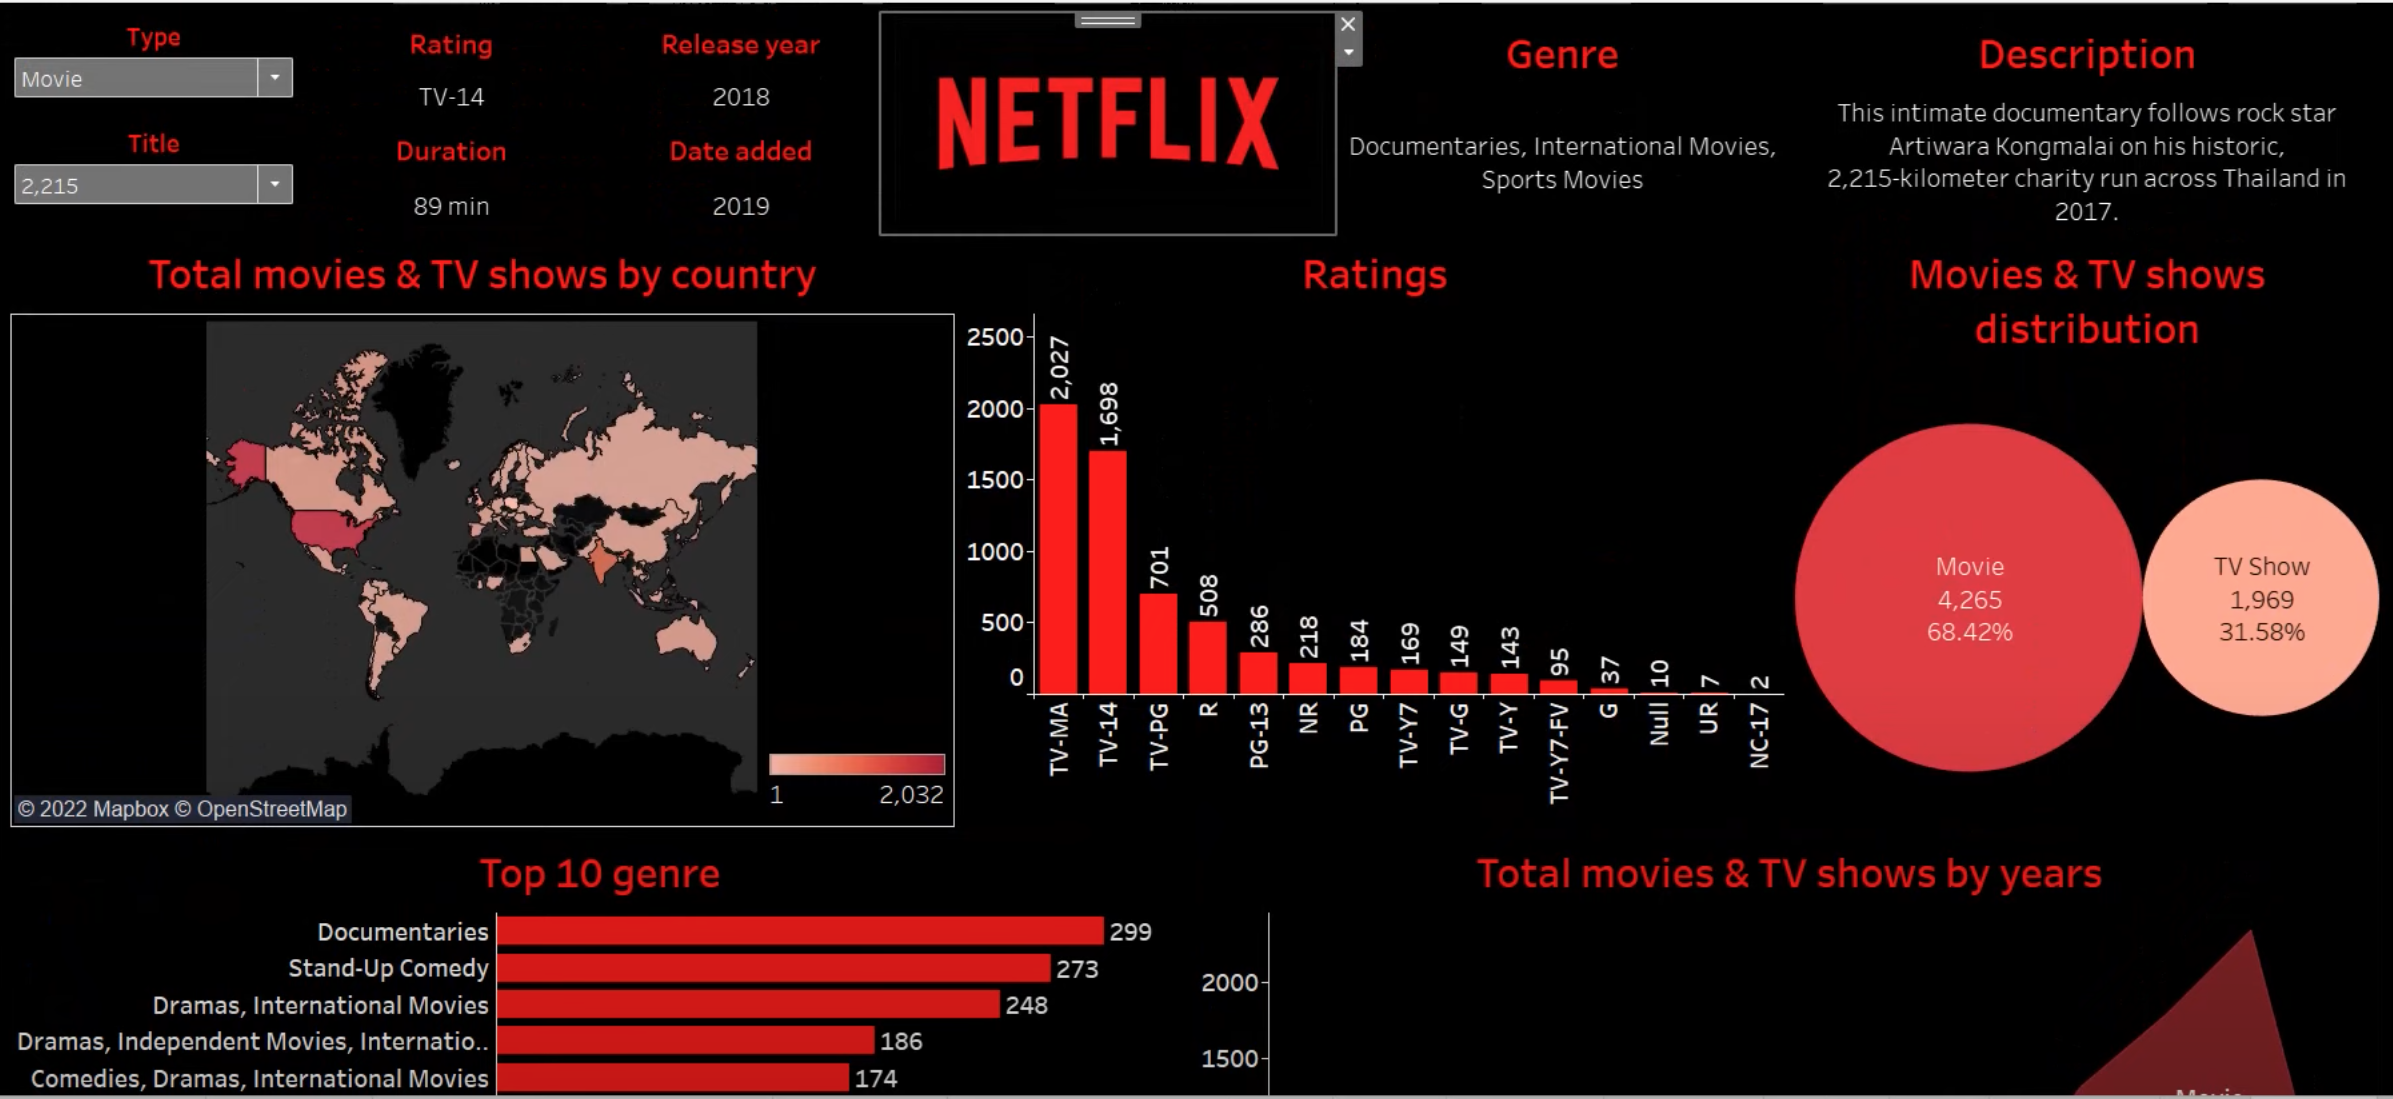 Type
Movie
Title
2,215
Rating
TV-14
Duration
89 min
Release year
2018
Date added
2019
NETFLIX
Genre
Documentaries, International Movies,
Sports Movies
Description
This intimate documentary follows rock star
Artiwara Kongmalai on his historic,
2,215-kilometer charity run across Thailand in
2017.
Total movies & TV shows by country
1
2,032
© 2022 Mapbox © OpenStreetMap
Ratings
2500
2000
1500
1000
500
0
2,027
1,698
701
508
286
218
184
169
149
143
95
37
10
7
2
TV-MA
TV-14
TV-PG
R
PG-13
NR
PG
TV-Y7
TV-G
TV-Y
TV-Y7-FV
G
Null
UR
NC-17
Movies & TV shows
distribution
Movie
4,265
68.42%
TV Show
1,969
31.58%
Top 10 genre
Documentaries
299
Stand-Up Comedy
273
Dramas, International Movies
248
Dramas, Independent Movies, Internatio..
186
Comedies, Dramas, International Movies
174
Total movies & TV shows by years
2000
1500